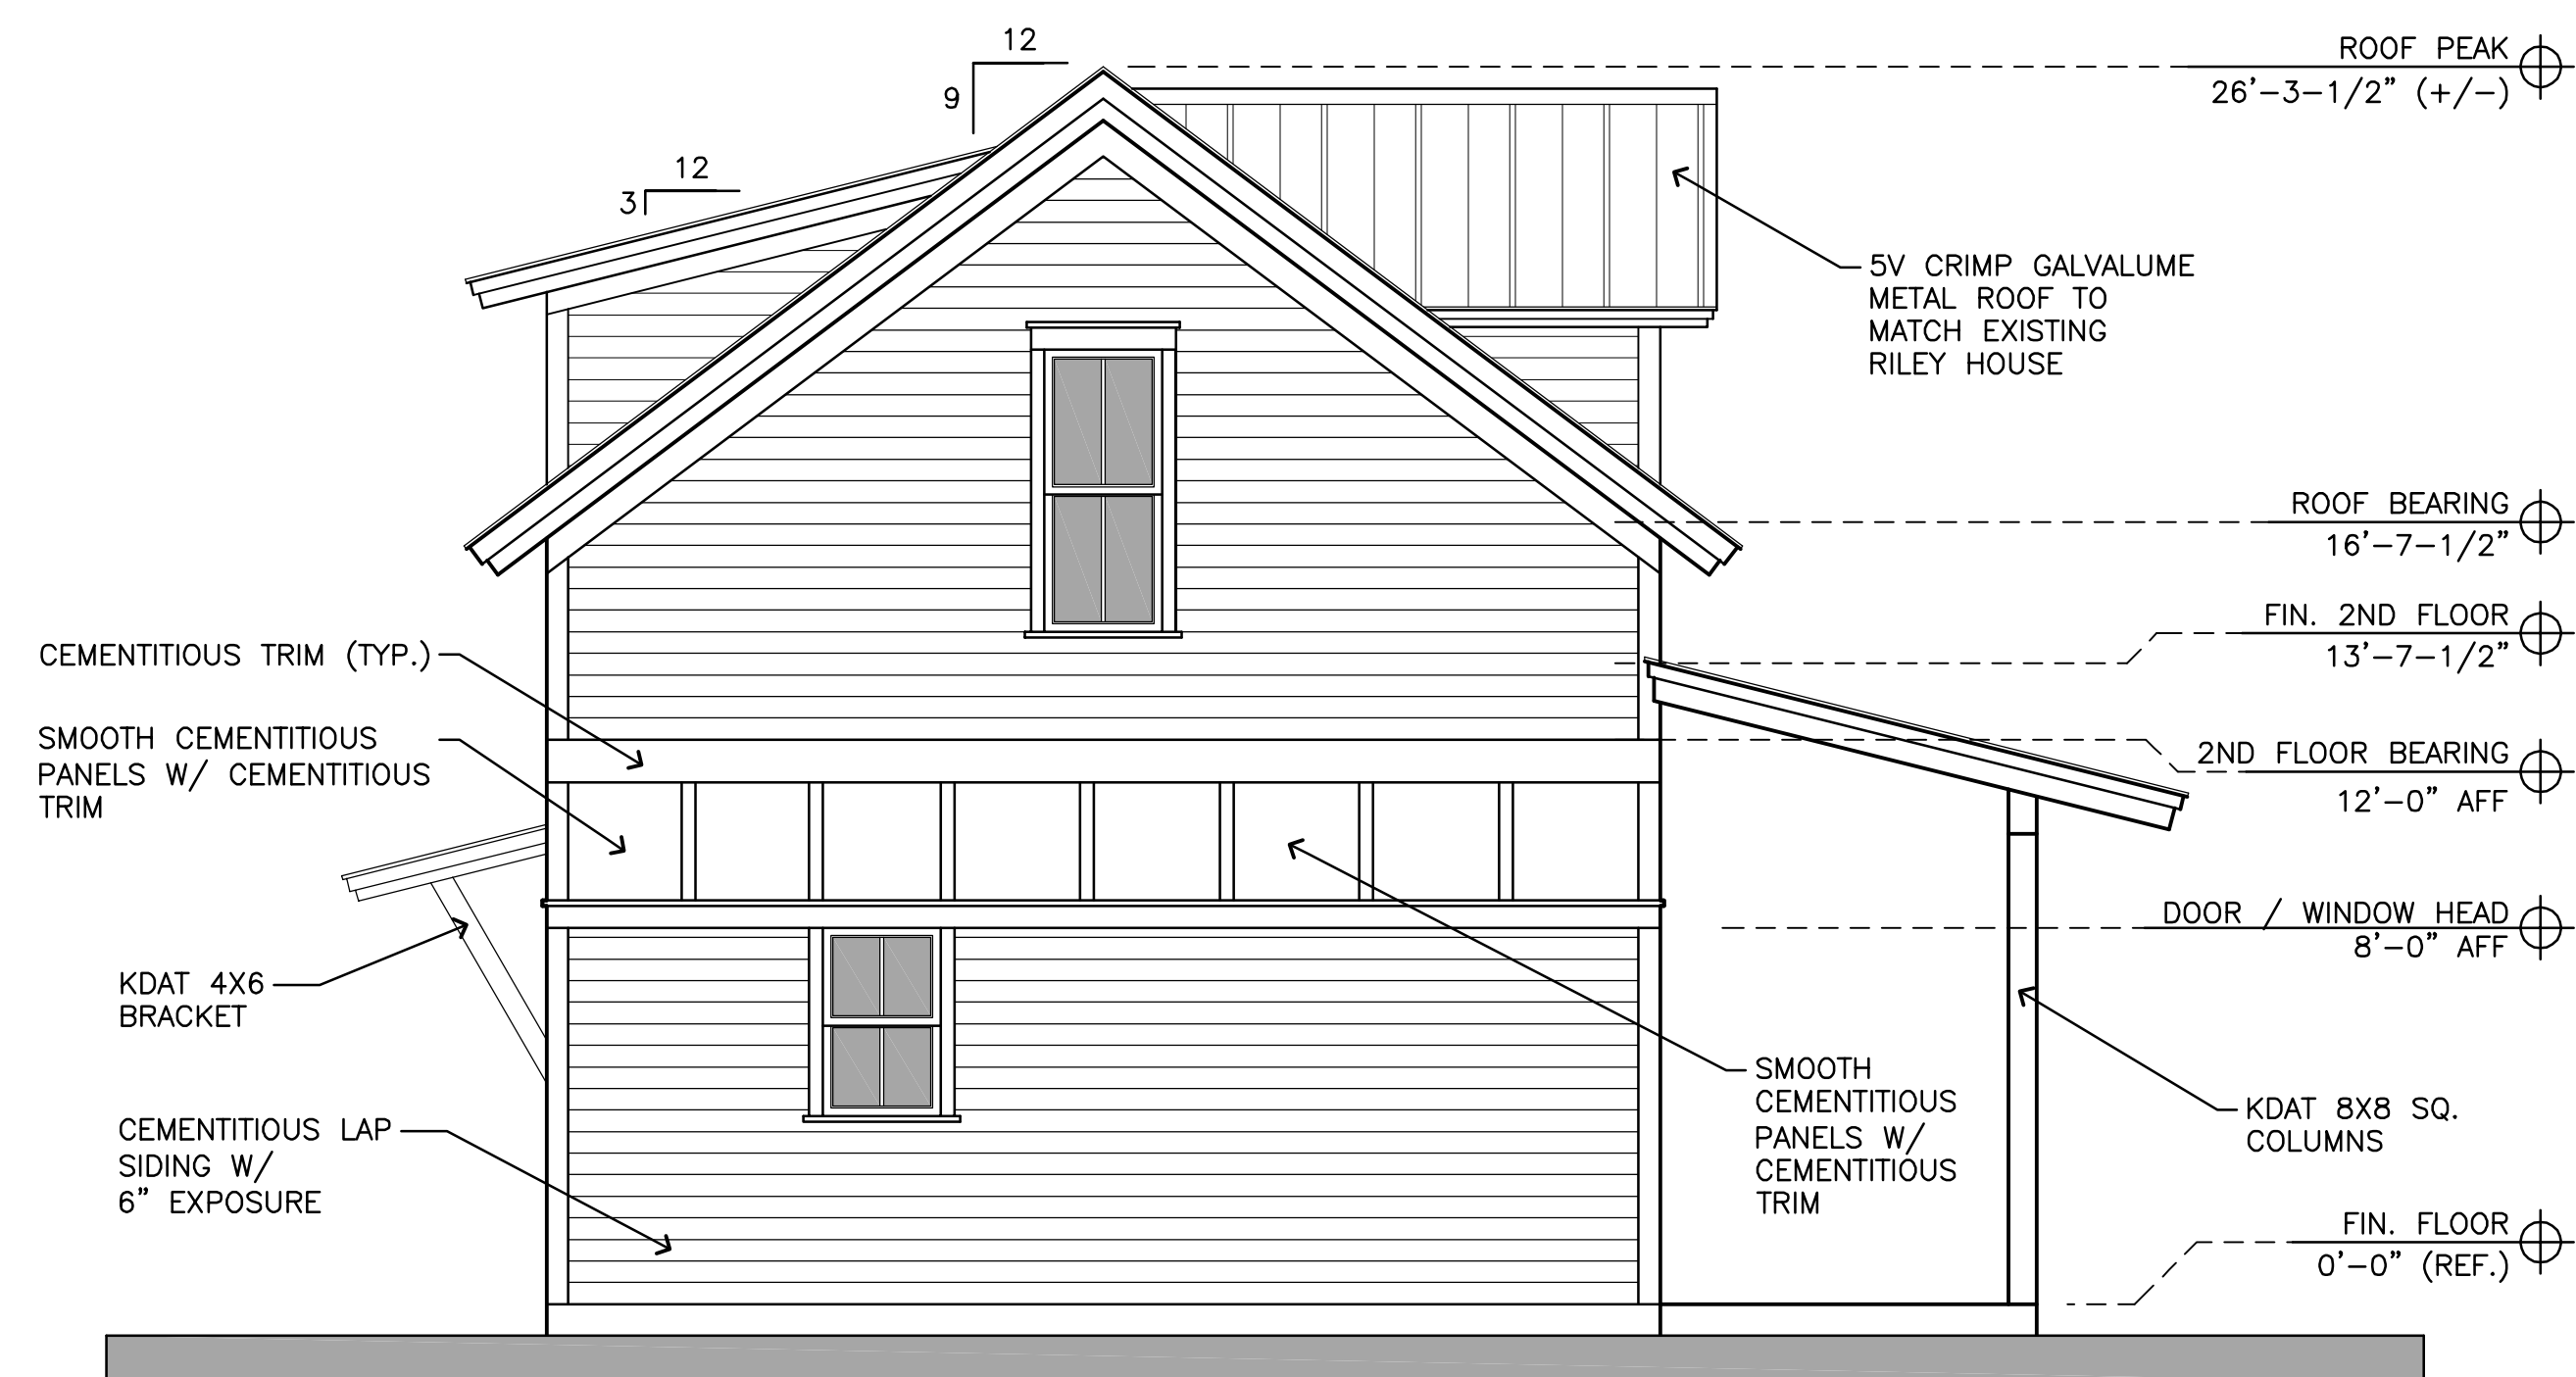 12
9
12
3
ROOF PEAK
26'-3-1/2" (+/-)
5V CRIMP GALVALUME
METAL ROOF TO
MATCH EXISTING
RILEY HOUSE
ROOF BEARING
16'-7-1/2"
FIN. 2ND FLOOR
13'-7-1/2"
CEMENTITIOUS TRIM (TYP.)
SMOOTH CEMENTITIOUS
PANELS W/ CEMENTITIOUS
TRIM
2ND FLOOR BEARING
12'-0" AFF
DOOR / WINDOW HEAD
8'-0" AFF
KDAT 4X6
BRACKET
CEMENTITIOUS LAP
SIDING W/
6" EXPOSURE
SMOOTH
CEMENTITIOUS
PANELS W/
CEMENTITIOUS
TRIM
KDAT 8X8 SQ.
COLUMNS
FIN. FLOOR
0'-0" (REF.)